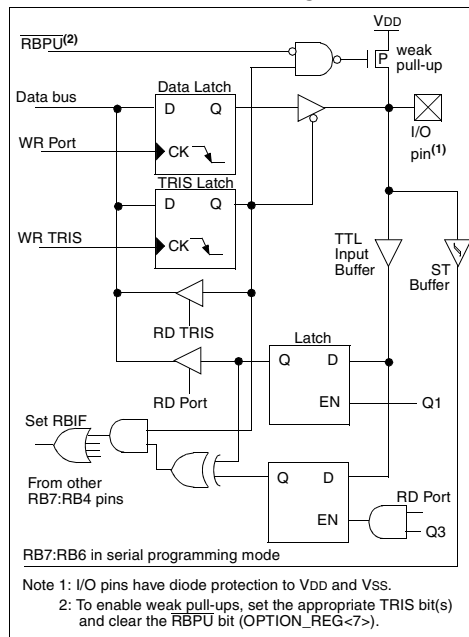 VDD
RBPU(2)
P
weak
pull-up
Data Latch
Data bus
D Q
WR Port
CK
I/O
pin(1)
TRIS Latch
D Q
WR TRIS
CK
TTL
Input
Buffer
ST
Buffer
RD TRIS
Latch
Q D
RD Port
EN
Q1
Set RBIF
From other
RB7:RB4 pins
Q D
RD Port
EN
Q3
RB7:RB6 in serial programming mode
Note 1: I/O pins have diode protection to VDD and VSS.
2: To enable weak pull-ups, set the appropriate TRIS bit(s)
and clear the RBPU bit (OPTION_REG<7>).